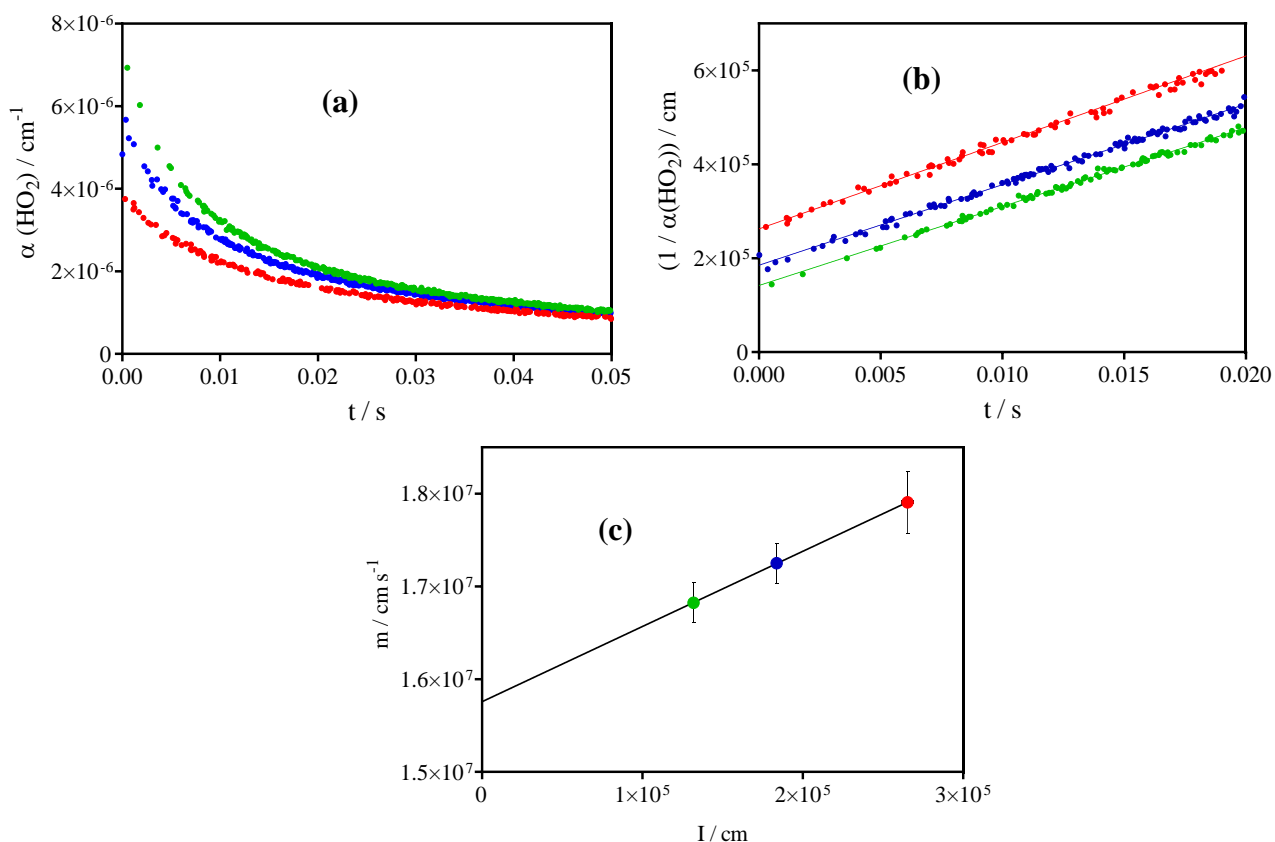 (a)
α (HO₂) / cm⁻¹
8×10⁻⁶
6×10⁻⁶
4×10⁻⁶
2×10⁻⁶
0
0.00 0.01 0.02 0.03 0.04 0.05
t / s
(b)
(1 / α(HO₂)) / cm
6×10⁵
4×10⁵
2×10⁵
0
0.000 0.005 0.010 0.015 0.020
t / s
(c)
m / cm s⁻¹
1.8×10⁷
1.7×10⁷
1.6×10⁷
1.5×10⁷
0 1×10⁵ 2×10⁵ 3×10⁵
I / cm